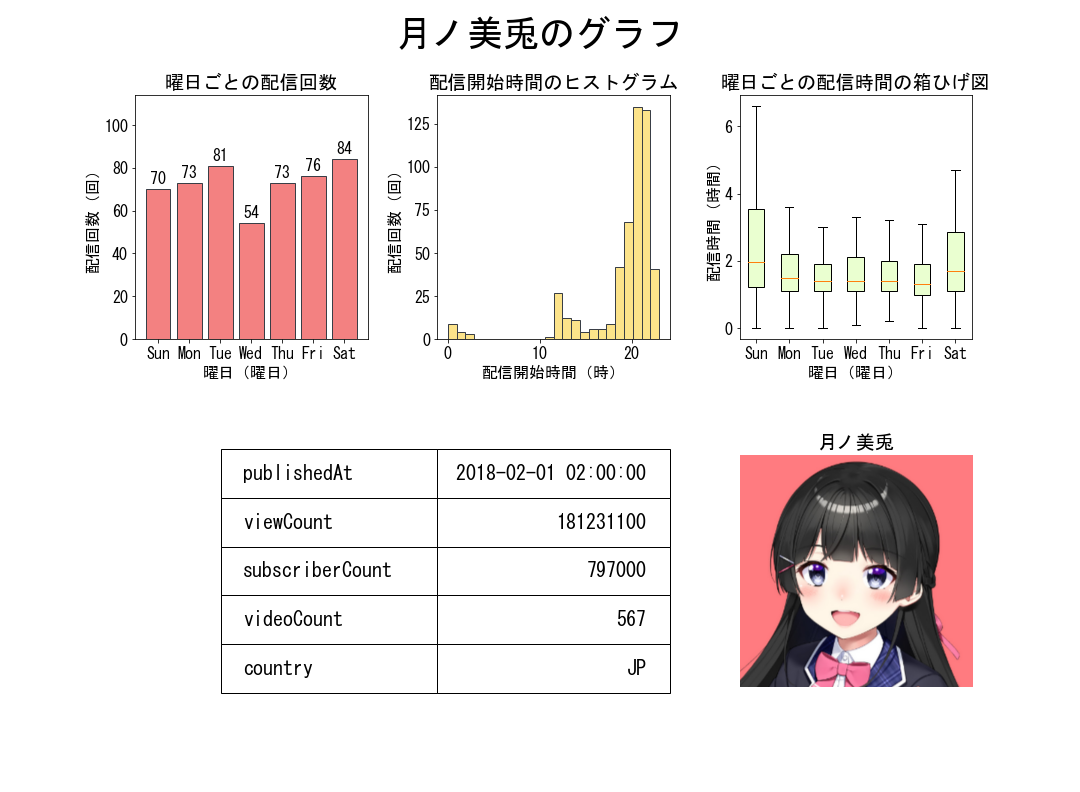 月ノ美兎のグラフ
曜日ごとの配信回数
配信回数 (回)
100
80
60
40
20
0
70 73 81 54 73 76 84
Sun Mon Tue Wed Thu Fri Sat
曜日 (曜日)
配信開始時間のヒストグラム
配信回数 (回)
125
100
75
50
25
0
0 10 20
配信開始時間 (時)
曜日ごとの配信時間の箱ひげ図
配信時間 (時間)
6
4
2
0
Sun Mon Tue Wed Thu Fri Sat
曜日 (曜日)
publishedAt 2018-02-01 02:00:00
viewCount 181231100
subscriberCount 797000
videoCount 567
country JP
月ノ美兎